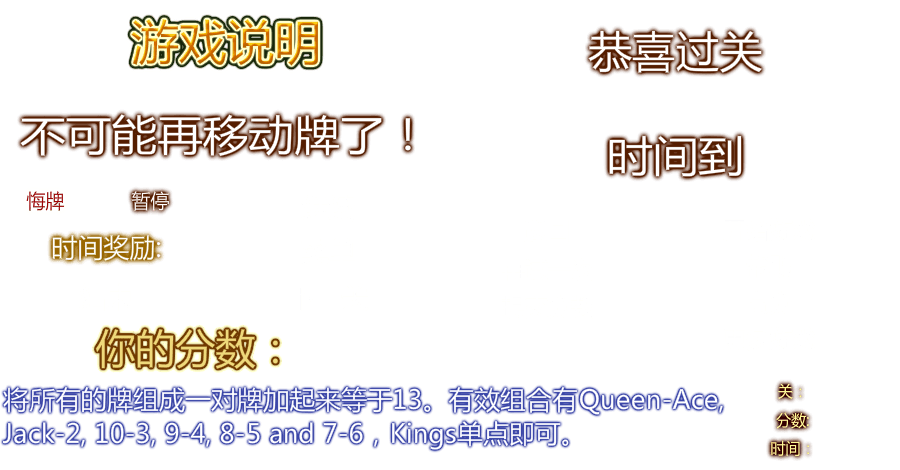 游戏说明
恭喜过关
不可能再移动牌了！
时间到
悔牌
暂停
时间奖励:
你的分数：
将所有的牌组成一对牌加起来等于13。有效组合有Queen-Ace,
Jack-2, 10-3, 9-4, 8-5 and 7-6，Kings单点即可。
关：
分数:
时间：